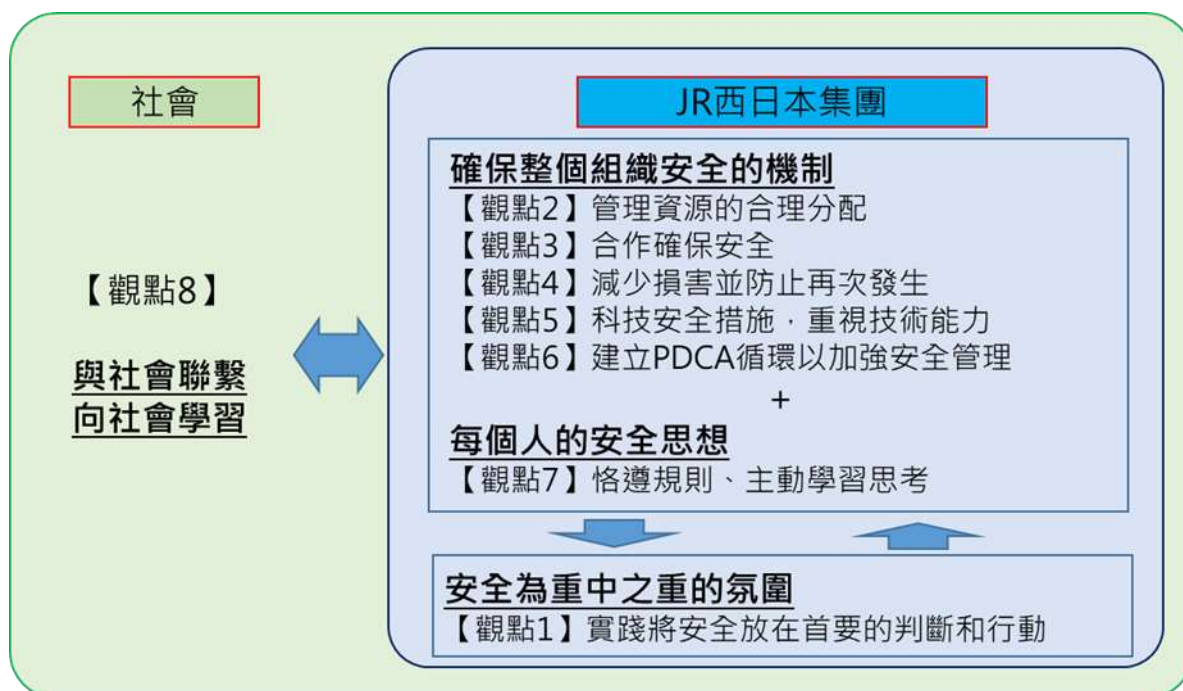 社會
【觀點8】
與社會聯繫
向社會學習
JR西日本集團
確保整個組織安全的機制
【觀點2】管理資源的合理分配
【觀點3】合作確保安全
【觀點4】減少損害並防止再次發生
【觀點5】科技安全措施．重視技術能力
【觀點6】建立PDCA循環以加強安全管理
+
每個人的安全思想
【觀點7】恪遵規則、主動學習思考
安全為重中之重的氛圍
【觀點1】實踐將安全放在首要的判斷和行動